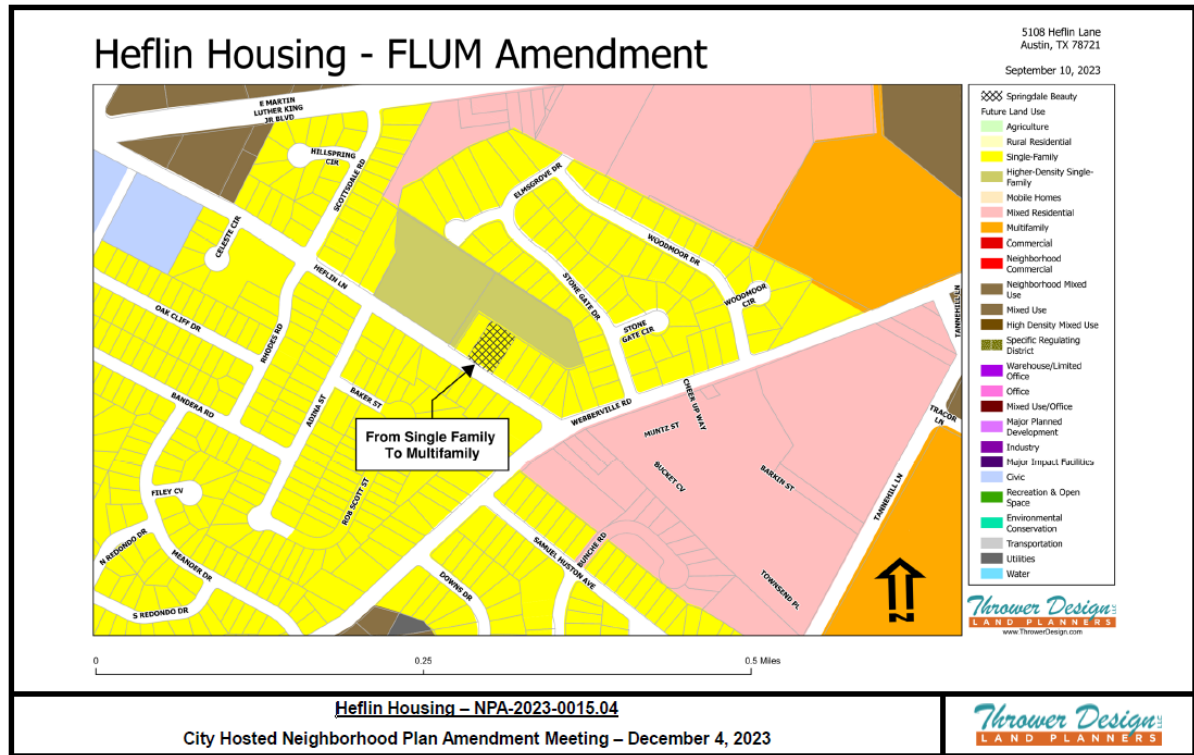 Heflin Housing - FLUM Amendment
5108 Heflin Lane
Austin, TX 78721
September 10, 2023
E MARTIN
LUTHER KING
JR BLVD
HILLSPRING
CIR
SCOTTSDALE RD
CELESTE CIR
HEFLIN LN
ELMSGROVE DR
WOODMOOR DR
STONE GATE DR
WOODMOOR
CIR
STONE
GATE CIR
TANNEHILL LN
OAK CLIFF DR
RHODES RD
ADINA ST
BAKER ST
BANDERA RD
WEBBERVILLE RD
CHEER UP WAY
MUNTZ ST
BUCKET CV
BARKIN ST
TRACOR
LN
TANNEHILL LN
From Single Family
To Multifamily
FILEY CV
ROB SCOTT ST
N REDONDO DR
MEANDER DR
S REDONDO DR
DOWNS DR
SAMUEL HUSTON AVE
BUNCHE RD
TOWNSEND PL
N
Springdale Beauty
Future Land Use
Agriculture
Rural Residential
Single-Family
Higher-Density Single-
Family
Mobile Homes
Mixed Residential
Multifamily
Commercial
Neighborhood
Commercial
Neighborhood Mixed
Use
Mixed Use
High Density Mixed Use
Specific Regulating
District
Warehouse/Limited
Office
Office
Mixed Use/Office
Major Planned
Development
Industry
Major Impact Facilities
Civic
Recreation & Open
Space
Environmental
Conservation
Transportation
Utilities
Water
Thrower Design LLC
LAND PLANNERS
www.ThrowerDesign.com
0
0.25
0.5 Miles
Heflin Housing – NPA-2023-0015.04
City Hosted Neighborhood Plan Amendment Meeting – December 4, 2023
Thrower Design LLC
LAND PLANNERS